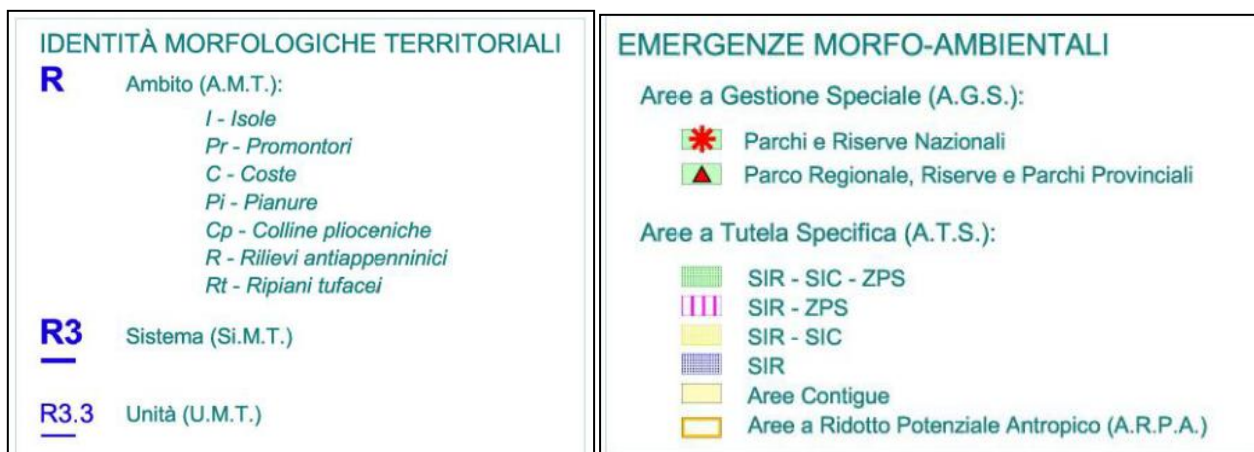 IDENTITÀ MORFOLOGICHE TERRITORIALI
R Ambito (A.M.T.):
I - Isole
Pr - Promontori
C - Coste
Pi - Pianure
Cp - Colline plioceniche
R - Rilievi antiappenninici
Rt - Ripiani tufacei
R3 Sistema (Si.M.T.)
R3.3 Unità (U.M.T.)
EMERGENZE MORFO-AMBIENTALI
Aree a Gestione Speciale (A.G.S.):
Parchi e Riserve Nazionali
Parco Regionale, Riserve e Parchi Provinciali
Aree a Tutela Specifica (A.T.S.):
SIR - SIC - ZPS
SIR - ZPS
SIR - SIC
SIR
Aree Contigue
Aree a Ridotto Potenziale Antropico (A.R.P.A.)